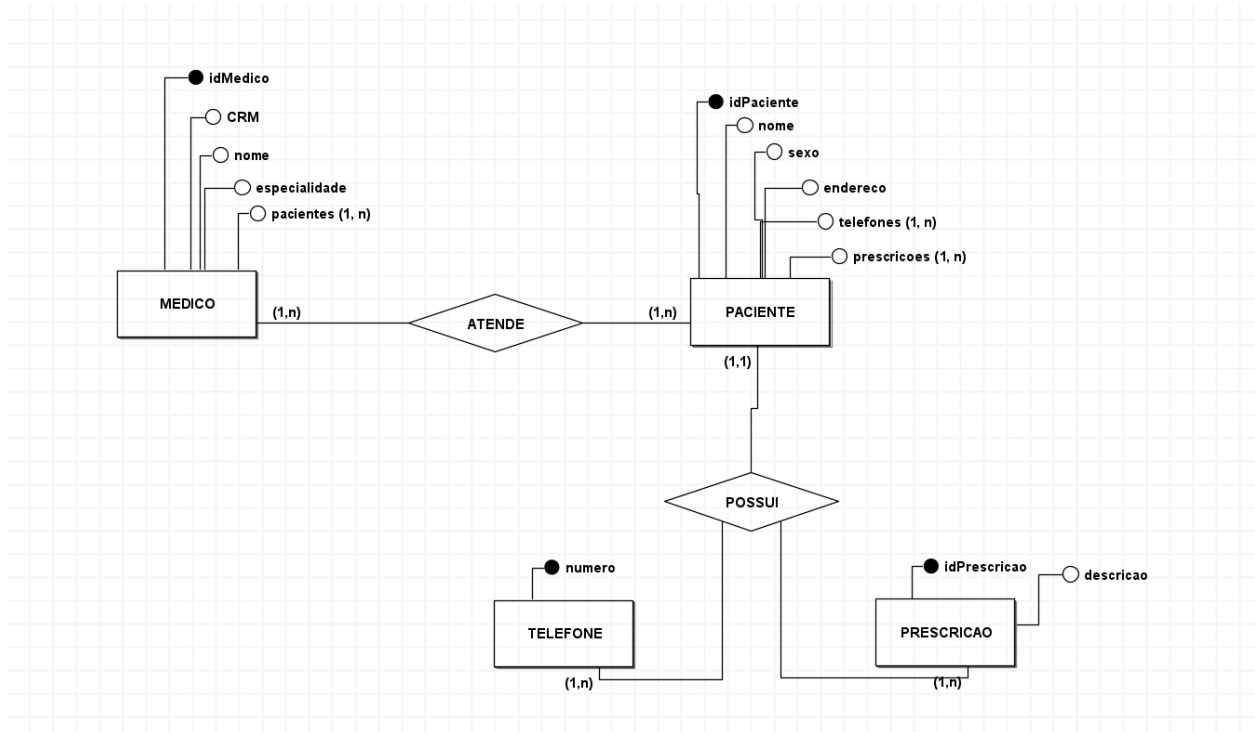 idMedico
CRM
nome
especialidade
pacientes (1, n)
MEDICO
(1,n)
ATENDE
(1,n)
idPaciente
nome
sexo
endereco
telefones (1, n)
prescricoes (1, n)
PACIENTE
(1,1)
POSSUI
numero
TELEFONE
(1,n)
idPrescricao
descricao
PRESCRICAO
(1,n)